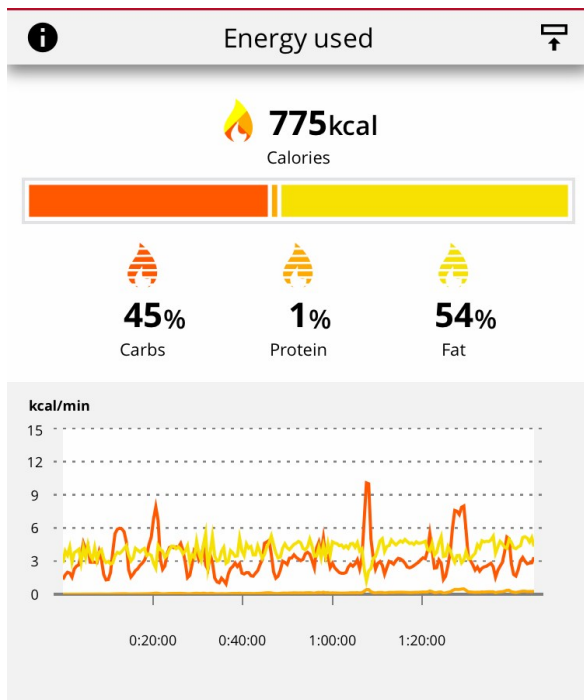 Energy used
775kcal
Calories
45% 1% 54%
Carbs Protein Fat
kcal/min
15
12
9
6
3
0
0:20:00 0:40:00 1:00:00 1:20:00